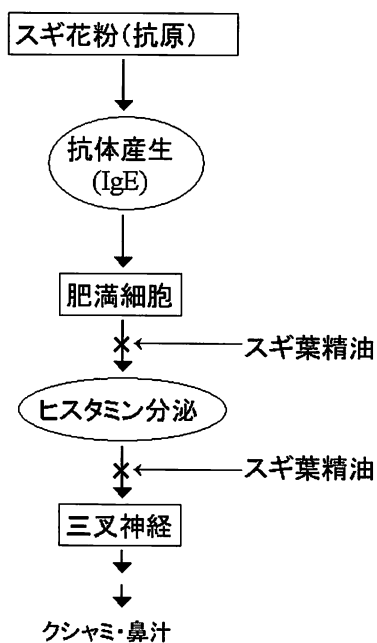 スギ花粉(抗原)
抗体産生
(IgE)
肥満細胞
スギ葉精油
ヒスタミン分泌
スギ葉精油
三叉神経
クシャミ・鼻汁